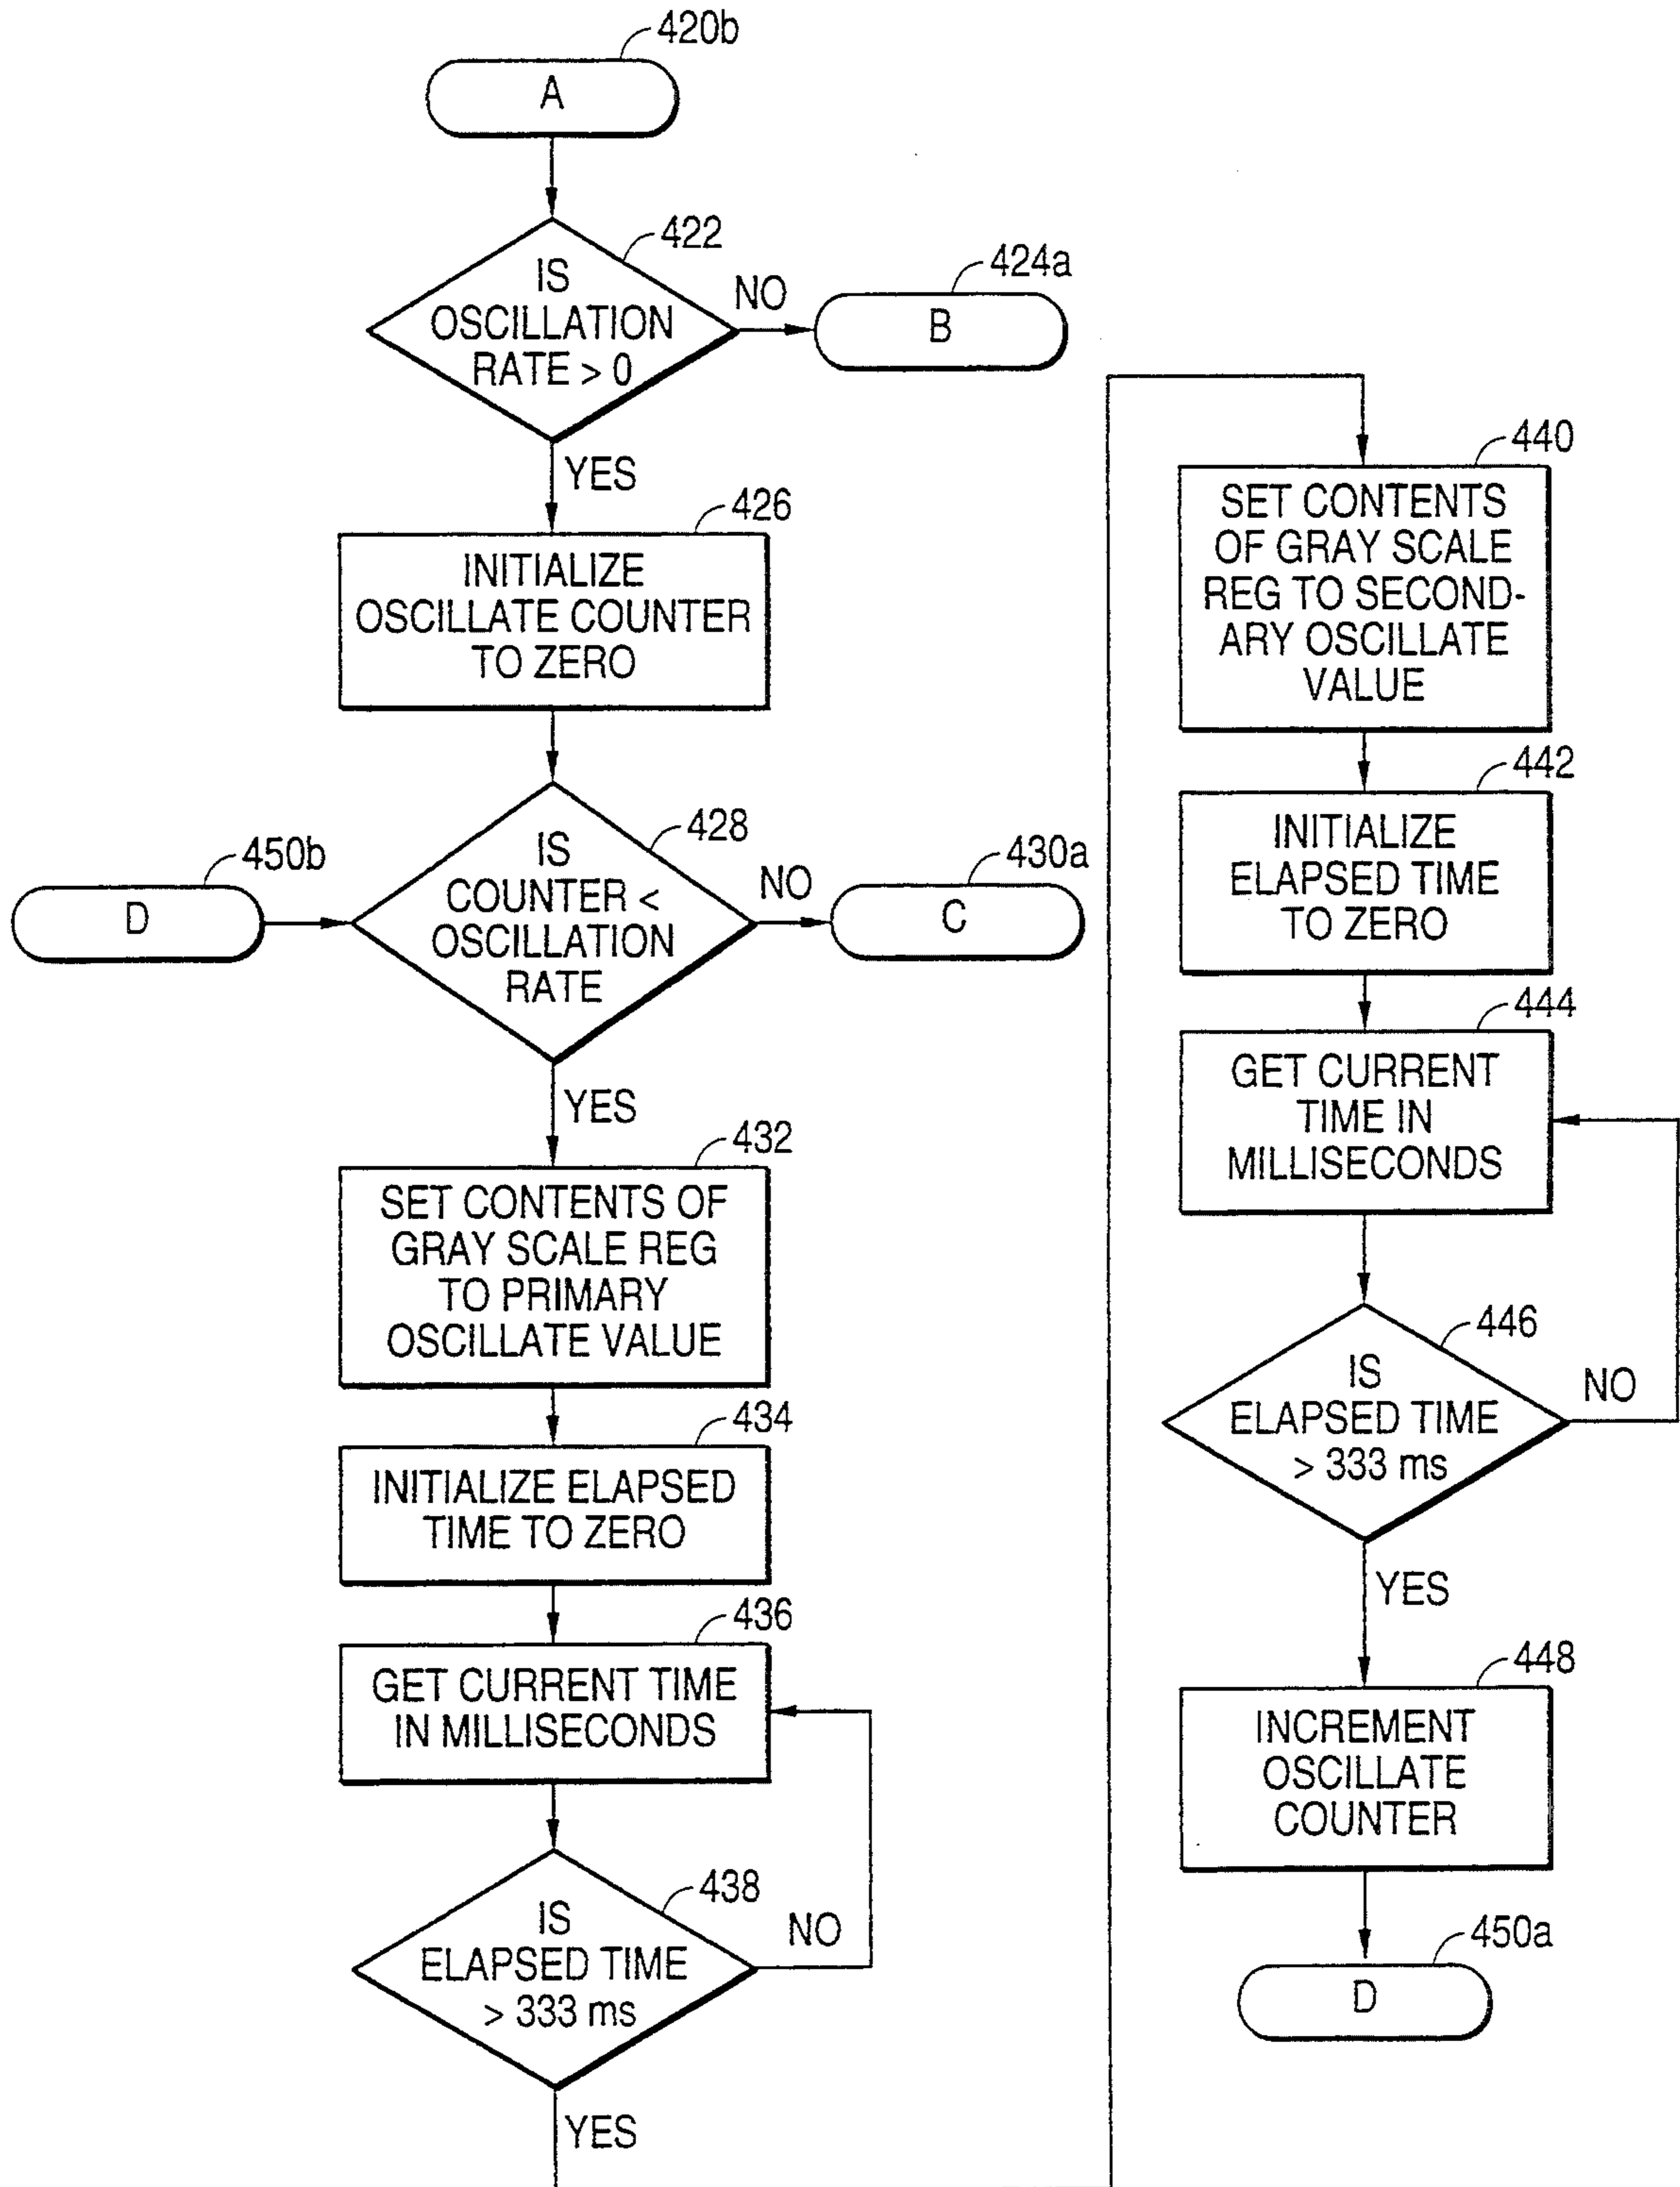 420b
A
422
IS
OSCILLATION
RATE > 0
NO
424a
B
YES
426
INITIALIZE
OSCILLATE COUNTER
TO ZERO
450b
D
428
IS
COUNTER <
OSCILLATION
RATE
NO
430a
C
YES
432
SET CONTENTS OF
GRAY SCALE REG
TO PRIMARY
OSCILLATE VALUE
434
INITIALIZE ELAPSED
TIME TO ZERO
436
GET CURRENT TIME
IN MILLISECONDS
438
IS
ELAPSED TIME
> 333 ms
NO
YES
440
SET CONTENTS
OF GRAY SCALE
REG TO SECOND-
ARY OSCILLATE
VALUE
442
INITIALIZE
ELAPSED TIME
TO ZERO
444
GET CURRENT
TIME IN
MILLISECONDS
446
IS
ELAPSED TIME
> 333 ms
NO
YES
448
INCREMENT
OSCILLATE
COUNTER
450a
D